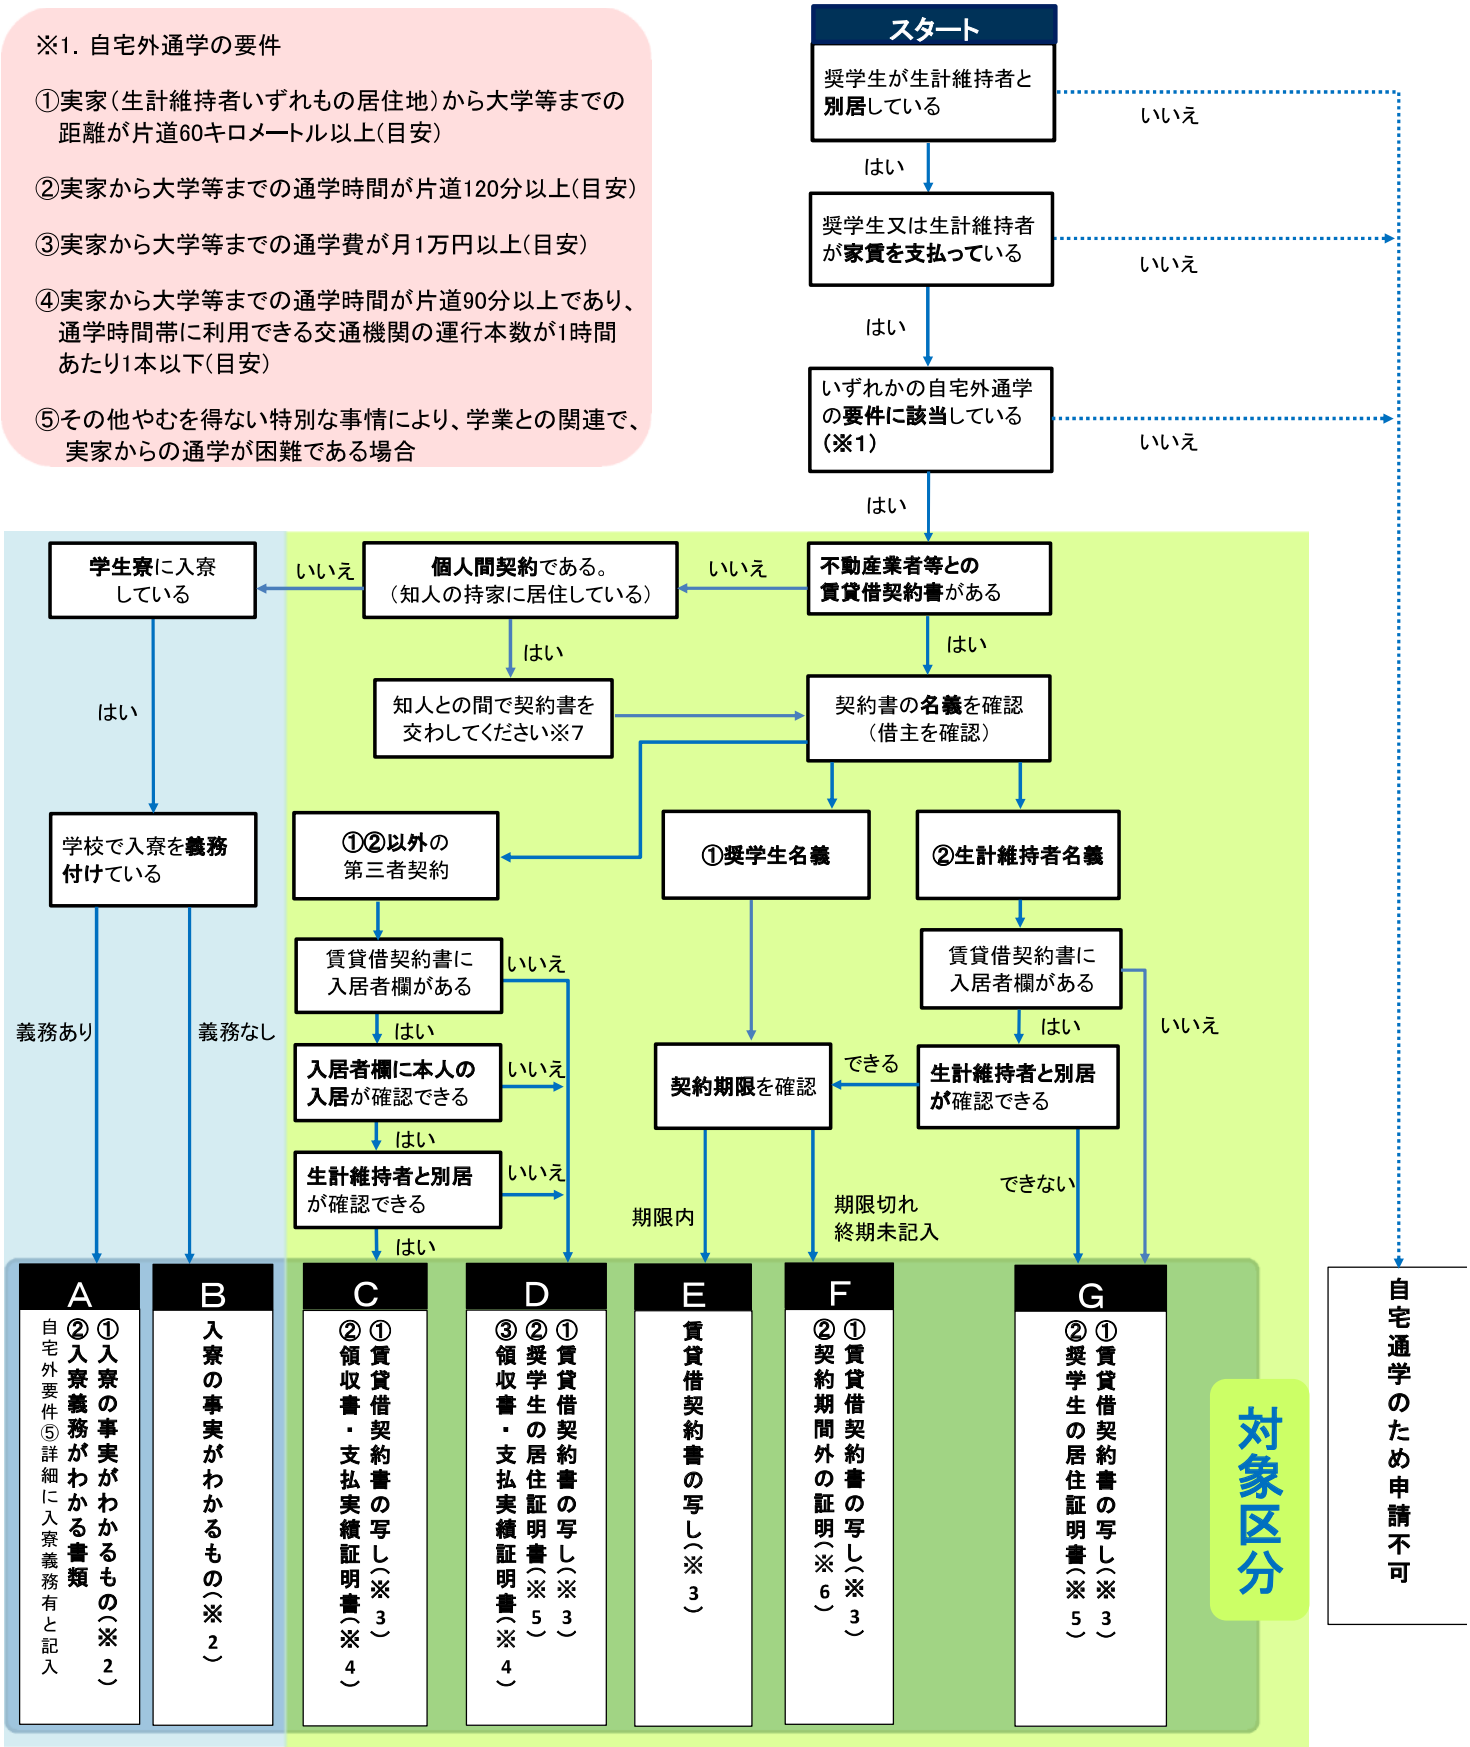 ※1. 自宅外通学の要件
①実家(生計維持者いずれもの居住地)から大学等までの
距離が片道60キロメートル以上(目安)
②実家から大学等までの通学時間が片道120分以上(目安)
③実家から大学等までの通学費が月1万円以上(目安)
④実家から大学等までの通学時間が片道90分以上であり、
通学時間帯に利用できる交通機関の運行本数が1時間
あたり1本以下(目安)
⑤その他やむを得ない特別な事情により、学業との関連で、
実家からの通学が困難である場合
スタート
奨学生が生計維持者と
別居している
いいえ
はい
奨学生又は生計維持者
が家賃を支払っている
いいえ
はい
いずれかの自宅外通学
の要件に該当している
(※1)
いいえ
はい
不動産業者等との
賃貸借契約書がある
いいえ
個人間契約である。
(知人の持家に居住している)
いいえ
学生寮に入寮
している
はい
はい
はい
知人との間で契約書を
交わしてください※7
契約書の名義を確認
(借主を確認)
学校で入寮を義務
付けている
①②以外の
第三者契約
①奨学生名義
②生計維持者名義
賃貸借契約書に
入居者欄がある
いいえ
賃貸借契約書に
入居者欄がある
義務あり
義務なし
はい
はい
いいえ
入居者欄に本人の
入居が確認できる
いいえ
契約期限を確認
できる
生計維持者と別居
が確認できる
はい
生計維持者と別居
が確認できる
いいえ
できない
期限内
期限切れ
終期未記入
はい
A
①入寮の事実がわかるもの(※2)
②入寮義務がわかる書類
自宅外要件⑤詳細に入寮義務有と記入
B
入寮の事実がわかるもの(※2)
C
①賃貸借契約書の写し(※3)
②領収書・支払実績証明書(※4)
D
①賃貸借契約書の写し(※3)
②奨学生の居住証明書(※5)
③領収書・支払実績証明書(※4)
E
賃貸借契約書の写し(※3)
F
①賃貸借契約書の写し(※3)
②契約期間外の証明(※6)
G
①賃貸借契約書の写し(※3)
②奨学生の居住証明書(※5)
対象区分
自宅通学のため申請不可